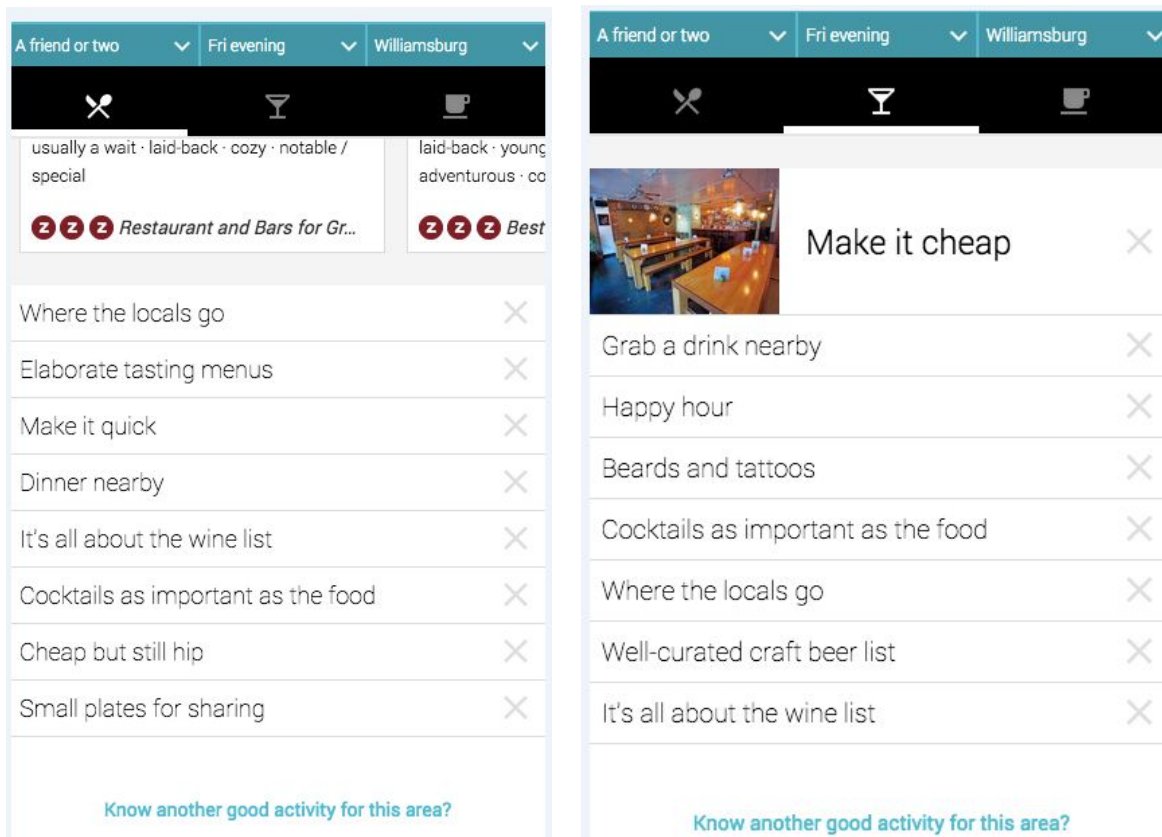 A friend or two
Fri evening
Williamsburg
usually a wait · laid-back · cozy · notable /
special
Z Z Z Restaurant and Bars for Gr...
laid-back · young
adventurous · co
Z Z Z Best
Where the locals go
Elaborate tasting menus
Make it quick
Dinner nearby
It's all about the wine list
Cocktails as important as the food
Cheap but still hip
Small plates for sharing
Know another good activity for this area?
A friend or two
Fri evening
Williamsburg
Make it cheap
Grab a drink nearby
Happy hour
Beards and tattoos
Cocktails as important as the food
Where the locals go
Well-curated craft beer list
It's all about the wine list
Know another good activity for this area?